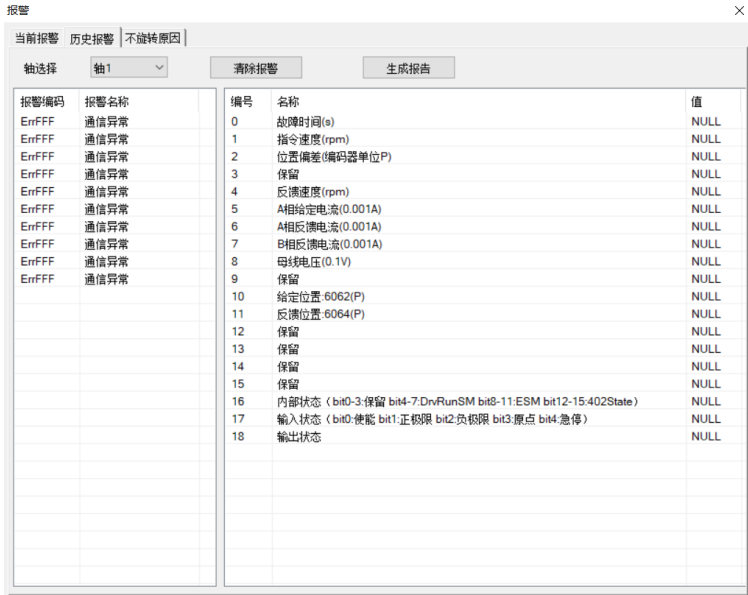 报警
当前报警 历史报警 不旋转原因
轴选择 轴1 清除报警 生成报告
报警编码 报警名称 编号 名称 值
ErrFFF 通信异常 0 故障时间(s) NULL
ErrFFF 通信异常 1 指令速度(rpm) NULL
ErrFFF 通信异常 2 位置偏差(编码器单位P) NULL
ErrFFF 通信异常 3 保留 NULL
ErrFFF 通信异常 4 反馈速度(rpm) NULL
ErrFFF 通信异常 5 A相给定电流(0.001A) NULL
ErrFFF 通信异常 6 A相反馈电流(0.001A) NULL
ErrFFF 通信异常 7 B相反馈电流(0.001A) NULL
ErrFFF 通信异常 8 母线电压(0.1V) NULL
ErrFFF 通信异常 9 保留 NULL
10 给定位置:6062(P) NULL
11 反馈位置:6064(P) NULL
12 保留 NULL
13 保留 NULL
14 保留 NULL
15 保留 NULL
16 内部状态（bit0-3:保留 bit4-7:DrvRunSM bit8-11:ESM bit12-15:402State） NULL
17 输入状态（bit0:使能 bit1:正极限 bit2:负极限 bit3:原点 bit4:急停） NULL
18 输出状态 NULL